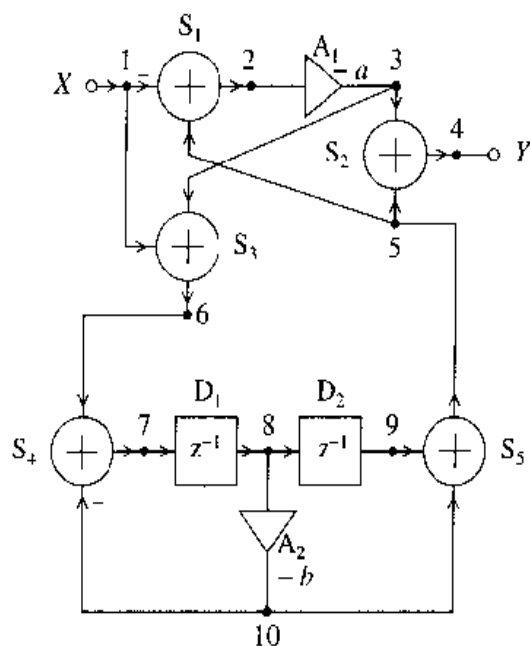 S₁
1
2
A₁
3
X
−
− a
4
S₂
Y
5
S₃
6
D₁
D₂
7
8
9
S₄
z⁻¹
z⁻¹
S₅
−
A₂
− b
10